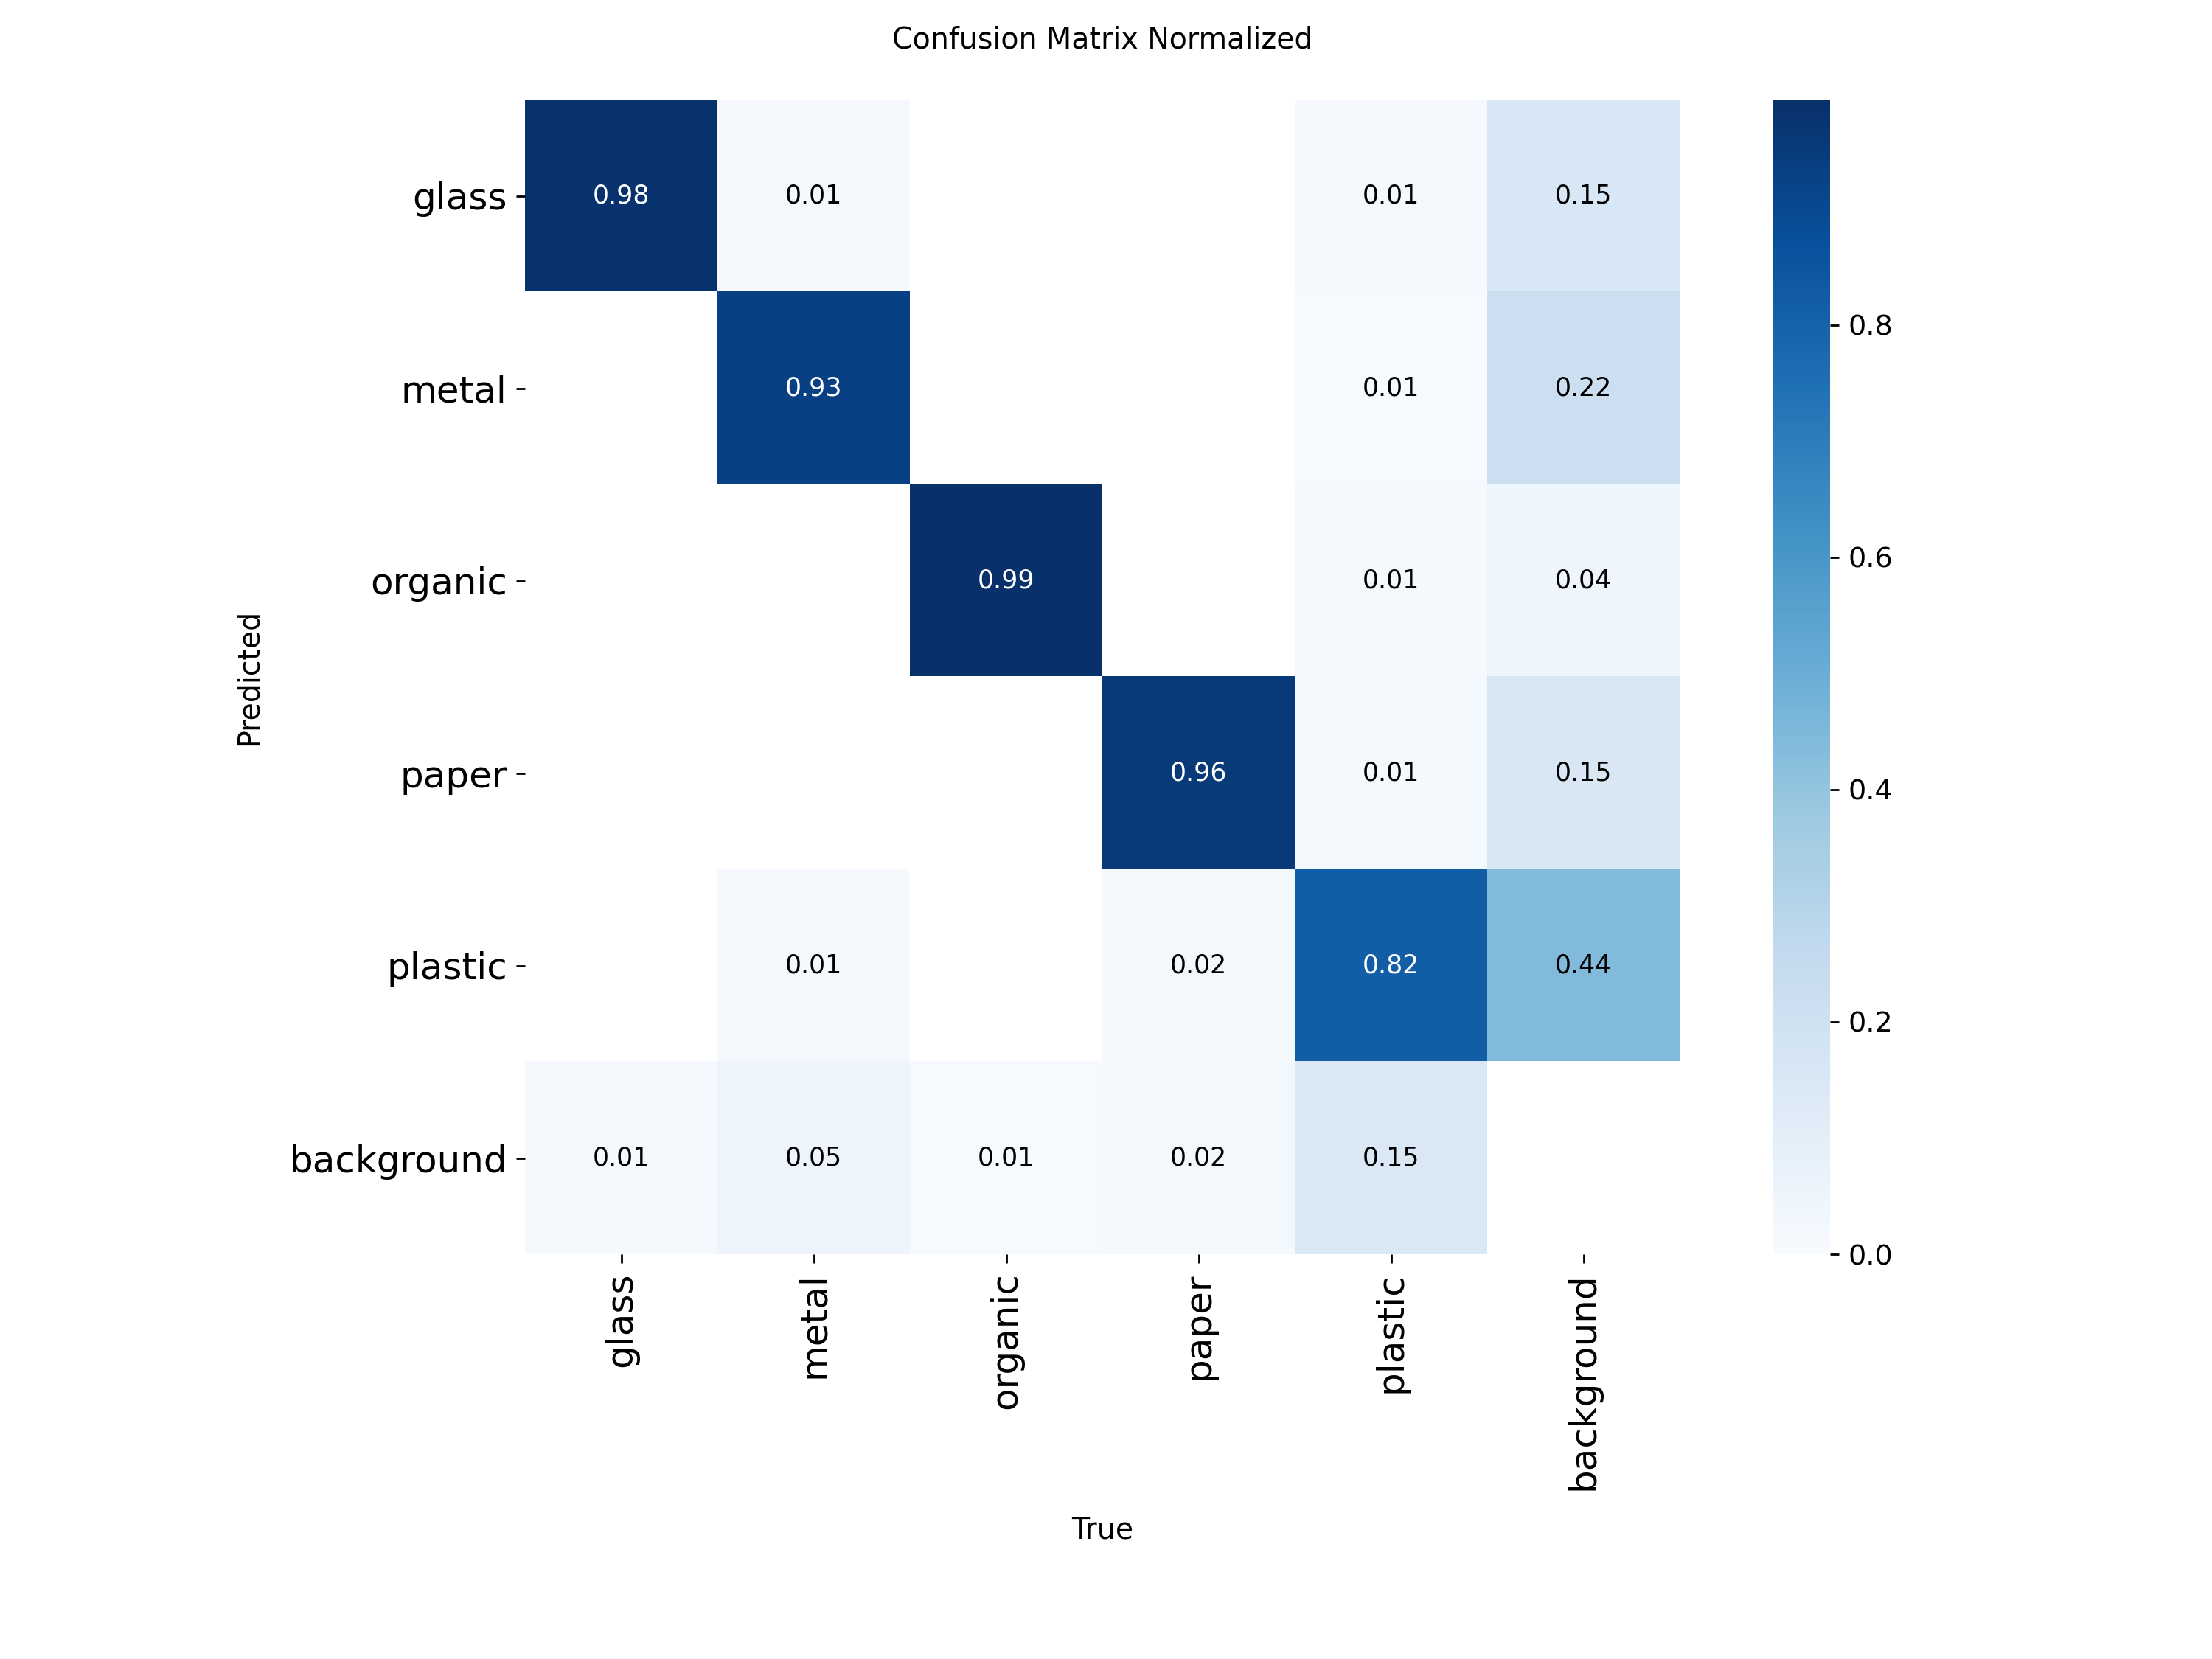 Confusion Matrix Normalized
glass 0.98 0.01 0.01 0.15
metal 0.93 0.01 0.22
organic 0.99 0.01 0.04
paper 0.96 0.01 0.15
plastic 0.01 0.02 0.82 0.44
background 0.01 0.05 0.01 0.02 0.15
Predicted
glass metal organic paper plastic background
True
0.8
0.6
0.4
0.2
0.0